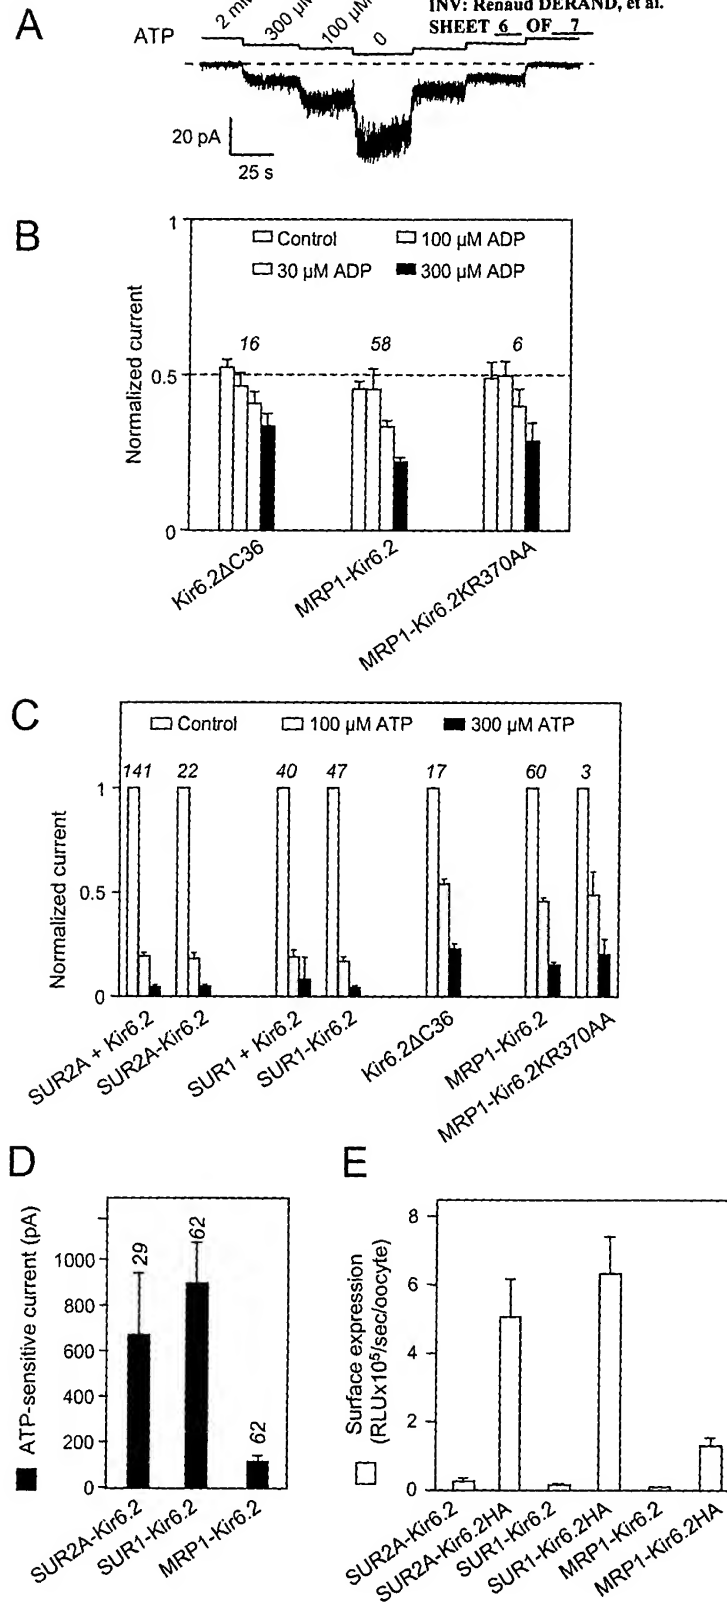 INV: Renaud DERAND, et al.
SHEET 6 OF 7
A
ATP
2 mM
300 µM
100 µM
0
20 pA
25 s
B
Normalized current
1
0.5
0
Control
100 µM ADP
30 µM ADP
300 µM ADP
16
58
6
Kir6.2ΔC36
MRP1-Kir6.2
MRP1-Kir6.2KR370AA
C
Normalized current
1
0.5
0
Control
100 µM ATP
300 µM ATP
141
22
40
47
17
60
3
SUR2A + Kir6.2
SUR2A-Kir6.2
SUR1 + Kir6.2
SUR1-Kir6.2
Kir6.2ΔC36
MRP1-Kir6.2
MRP1-Kir6.2KR370AA
D
ATP-sensitive current (pA)
1000
800
600
400
200
0
29
62
62
SUR2A-Kir6.2
SUR1-Kir6.2
MRP1-Kir6.2
E
Surface expression
(RLUx10⁵/sec/oocyte)
8
6
4
2
0
SUR2A-Kir6.2
SUR2A-Kir6.2HA
SUR1-Kir6.2
SUR1-Kir6.2HA
MRP1-Kir6.2
MRP1-Kir6.2HA